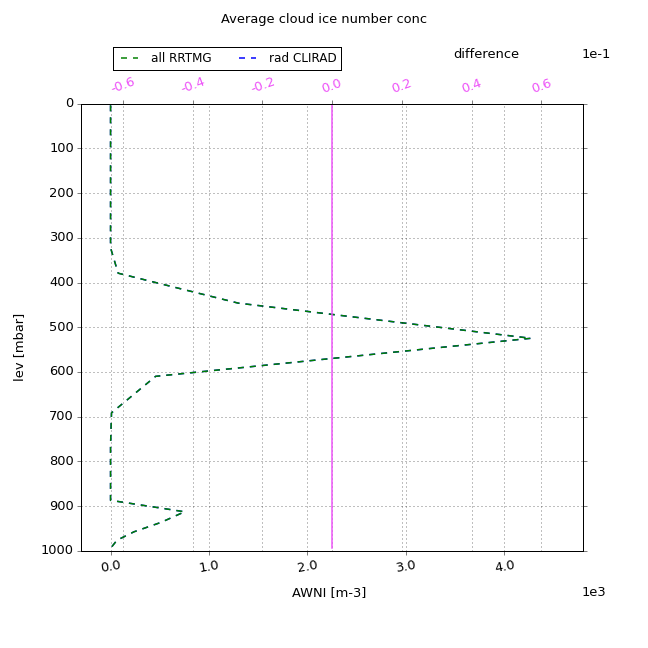 Average cloud ice number conc
all RRTMG rad CLIRAD
difference 1e-1
-0.6 -0.4 -0.2 0.0 0.2 0.4 0.6
0
100
200
300
400
500
600
700
800
900
1000
lev [mbar]
0.0 1.0 2.0 3.0 4.0
AWNI [m-3] 1e3